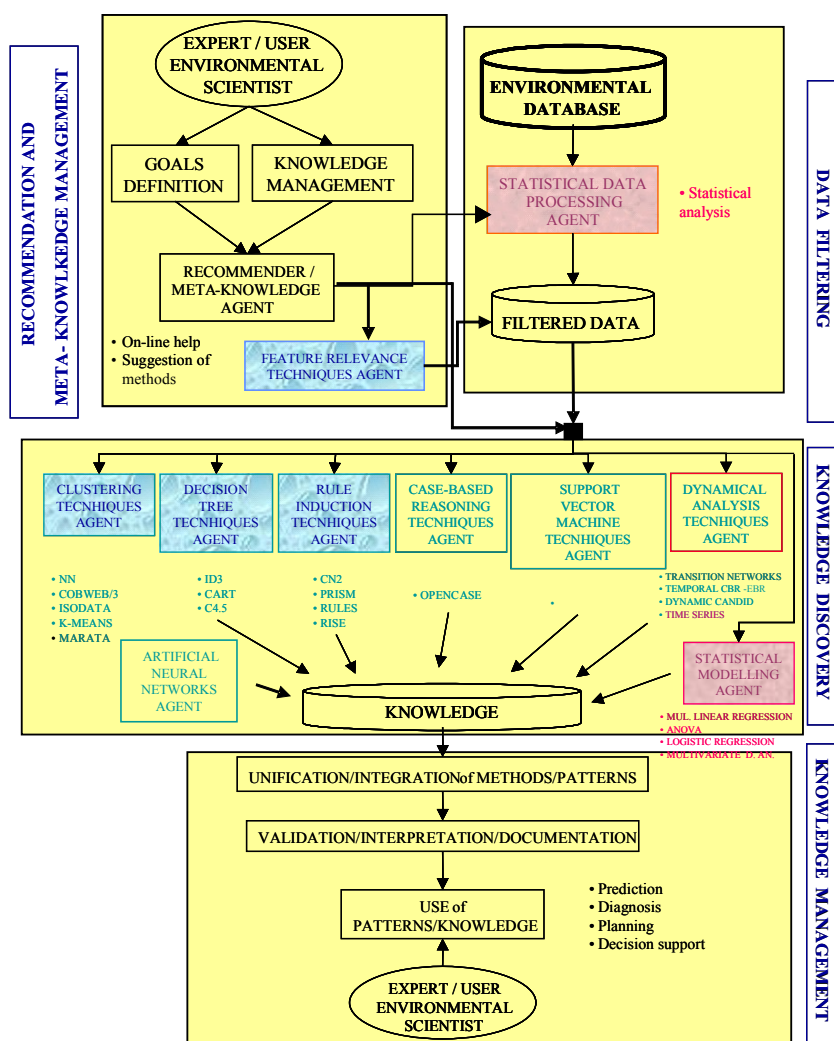 RECOMMENDATION AND
META- KNOWLKEDGE MANAGEMENT
EXPERT / USER
ENVIRONMENTAL
SCIENTIST
GOALS
DEFINITION
KNOWLEDGE
MANAGEMENT
RECOMMENDER /
META-KNOWLEDGE
AGENT
• On-line help
• Suggestion of
methods
FEATURE RELEVANCE
TECHNIQUES AGENT
ENVIRONMENTAL
DATABASE
STATISTICAL DATA
PROCESSING
AGENT
• Statistical
analysis
FILTERED DATA
DATA FILTERING
CLUSTERING
TECNHIQUES
AGENT
DECISION
TREE
TECNHIQUES
AGENT
RULE
INDUCTION
TECNHIQUES
AGENT
CASE-BASED
REASONING
TECNHIQUES
AGENT
SUPPORT
VECTOR
MACHINE
TECNHIQUES
AGENT
DYNAMICAL
ANALYSIS
TECNHIQUES
AGENT
• NN
• COBWEB/3
• ISODATA
• K-MEANS
• MARATA
• ID3
• CART
• C4.5
• CN2
• PRISM
• RULES
• RISE
• OPENCASE
•
• TRANSITION NETWORKS
• TEMPORAL CBR -EBR
• DYNAMIC CANDID
• TIME SERIES
ARTIFICIAL
NEURAL
NETWORKS
AGENT
STATISTICAL
MODELLING
AGENT
KNOWLEDGE
• MUL. LINEAR REGRESSION
• ANOVA
• LOGISTIC REGRESSION
• MULTIVARIATE D. AN.
KNOWLEDGE DISCOVERY
UNIFICATION/INTEGRATIONof METHODS/PATTERNS
VALIDATION/INTERPRETATION/DOCUMENTATION
USE of
PATTERNS/KNOWLEDGE
• Prediction
• Diagnosis
• Planning
• Decision support
EXPERT / USER
ENVIRONMENTAL
SCIENTIST
KNOWLEDGE MANAGEMENT